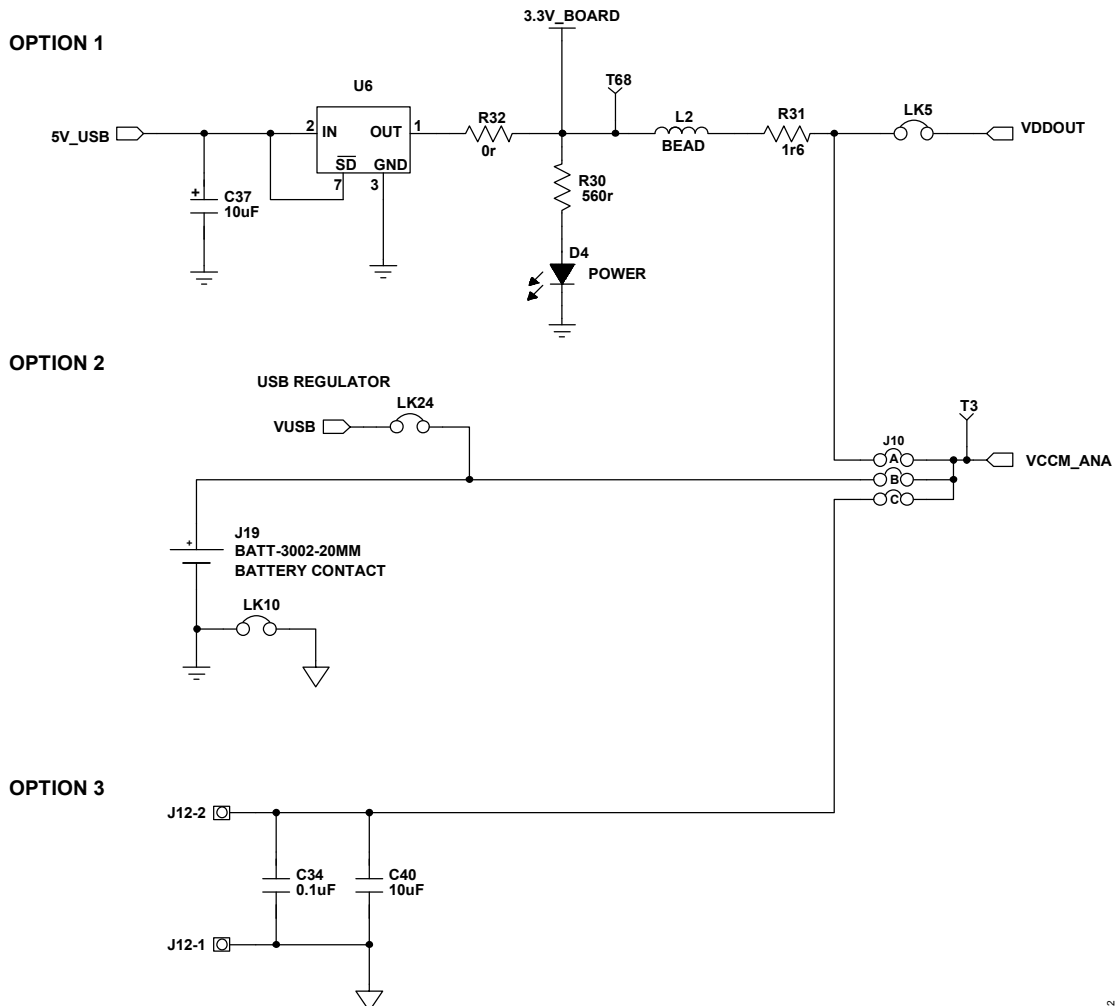 3.3V_BOARD
OPTION 1
T68
U6
R32
L2
R31
LK5
5V_USB
2
IN
OUT
1
VDDOUT
0r
BEAD
1r6
SD
GND
7
3
R30
560r
+
C37
10uF
D4
POWER
OPTION 2
USB REGULATOR
LK24
T3
VUSB
J10
A
VCCM_ANA
B
C
+
J19
BATT-3002-20MM
BATTERY CONTACT
LK10
OPTION 3
J12-2
C34
0.1uF
C40
10uF
J12-1
2